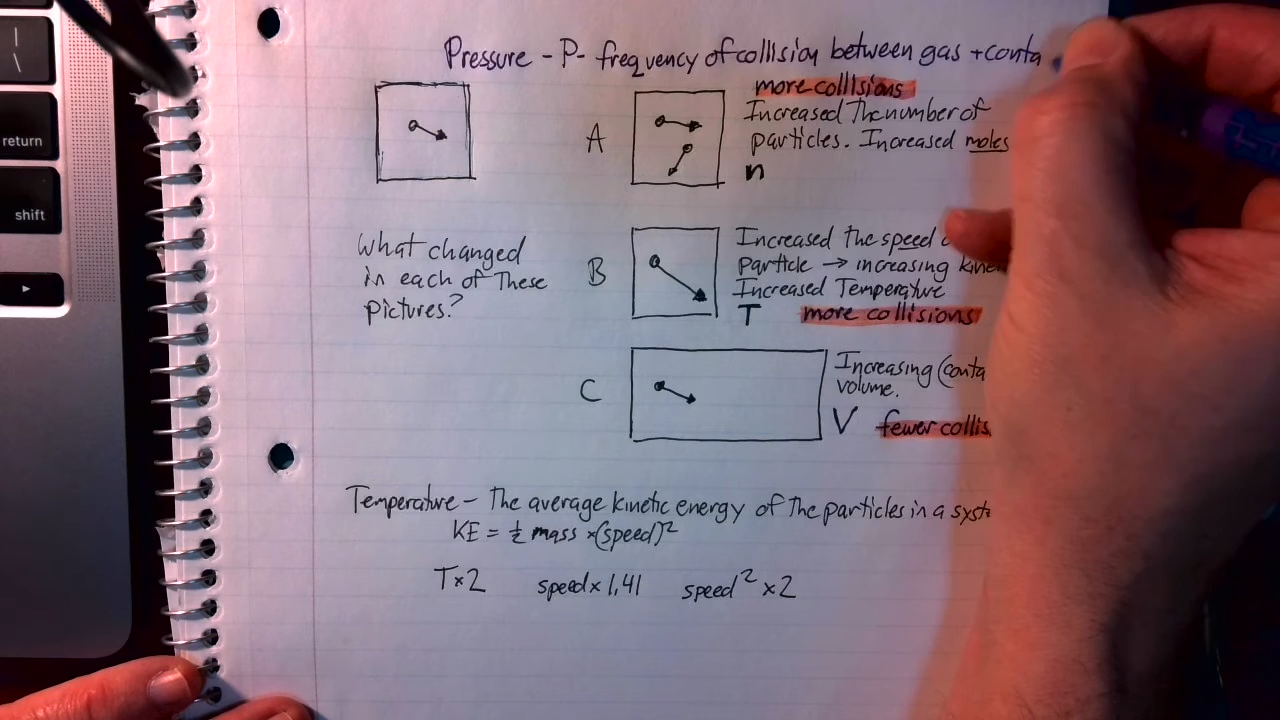 Pressure - P- frequency of collision between gas + conta
more collisions
A
Increased the number of
particles. Increased moles
n
return
shift
What changed
in each of these
pictures?
B
Increased the speed
particle → increasing kine
Increased Temperature
T more collisions
C
Increasing (conta
volume.
V fewer collis
Temperature - The average kinetic energy of the particles in a syste
KE = ½ mass × (speed)²
T×2 speed×1.41 speed² ×2